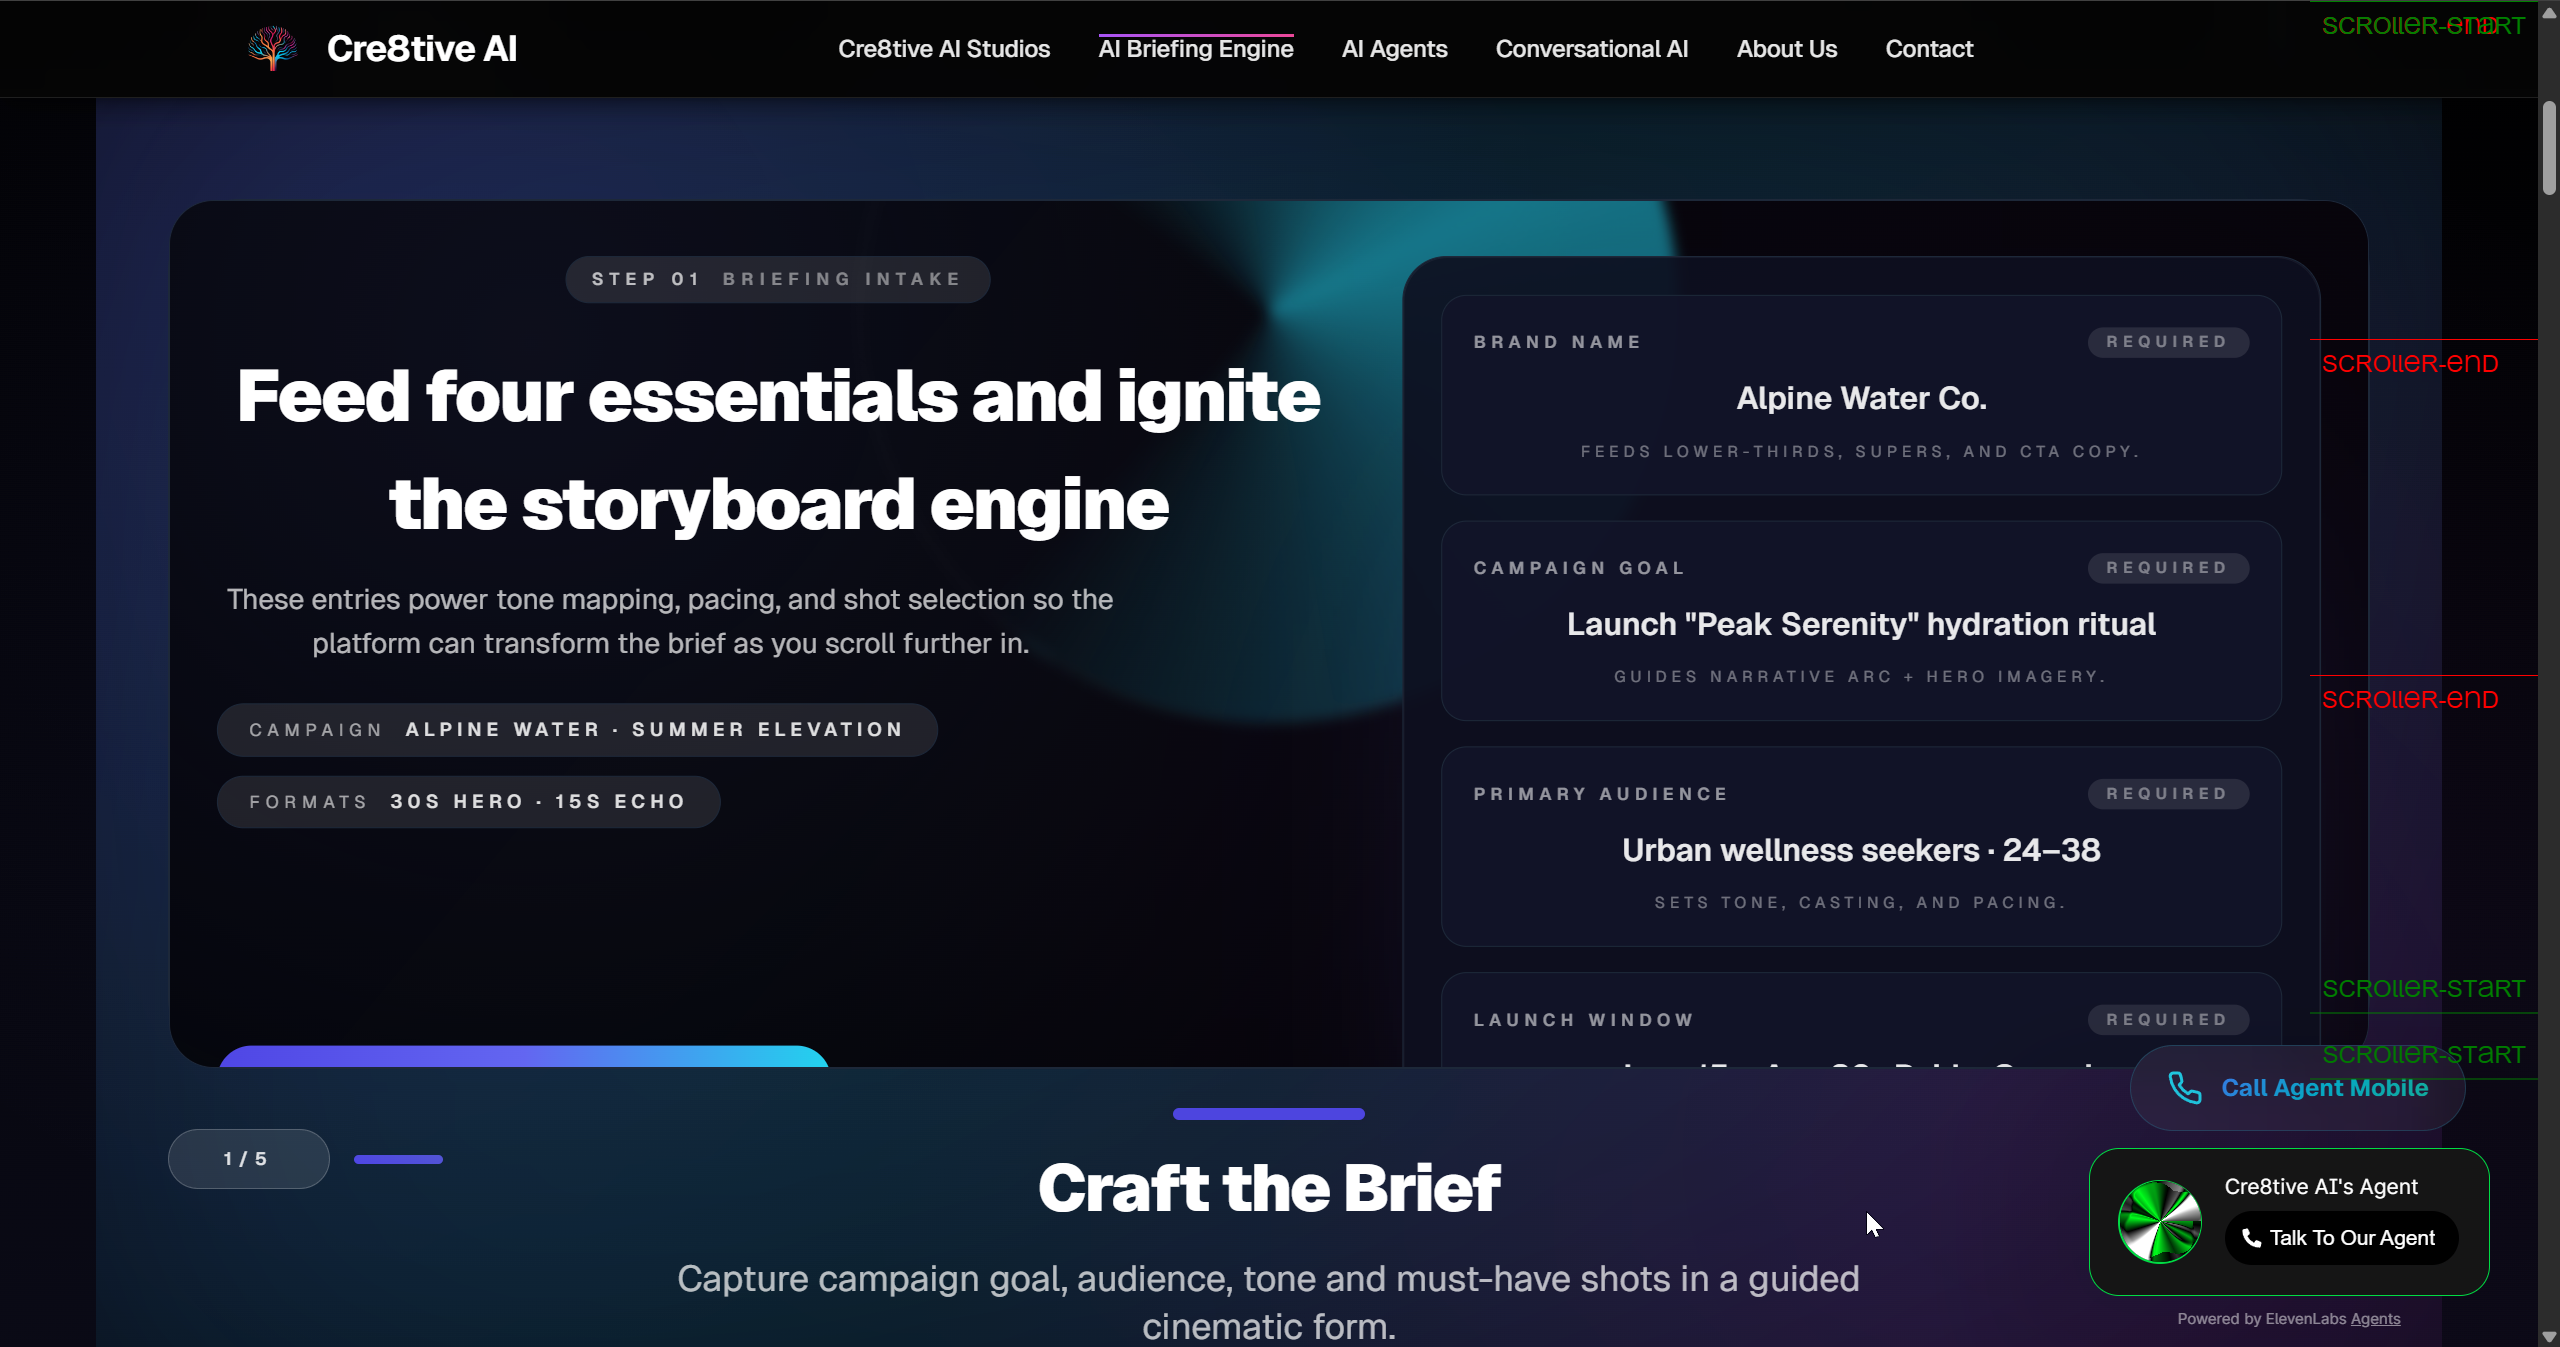 Cre8tive AI
Cre8tive AI Studios
AI Briefing Engine
AI Agents
Conversational AI
About Us
Contact
scroller-start
scroller-end
STEP 01 BRIEFING INTAKE
Feed four essentials and ignite
the storyboard engine
These entries power tone mapping, pacing, and shot selection so the
platform can transform the brief as you scroll further in.
CAMPAIGN ALPINE WATER · SUMMER ELEVATION
FORMATS 30S HERO · 15S ECHO
BRAND NAME
REQUIRED
Alpine Water Co.
FEEDS LOWER-THIRDS, SUPERS, AND CTA COPY.
CAMPAIGN GOAL
REQUIRED
Launch "Peak Serenity" hydration ritual
GUIDES NARRATIVE ARC + HERO IMAGERY.
PRIMARY AUDIENCE
REQUIRED
Urban wellness seekers · 24–38
SETS TONE, CASTING, AND PACING.
LAUNCH WINDOW
REQUIRED
scroller-end
scroller-end
scroller-start
scroller-start
Call Agent Mobile
1 / 5
Craft the Brief
Capture campaign goal, audience, tone and must-have shots in a guided
cinematic form.
Cre8tive AI's Agent
Talk To Our Agent
Powered by ElevenLabs Agents